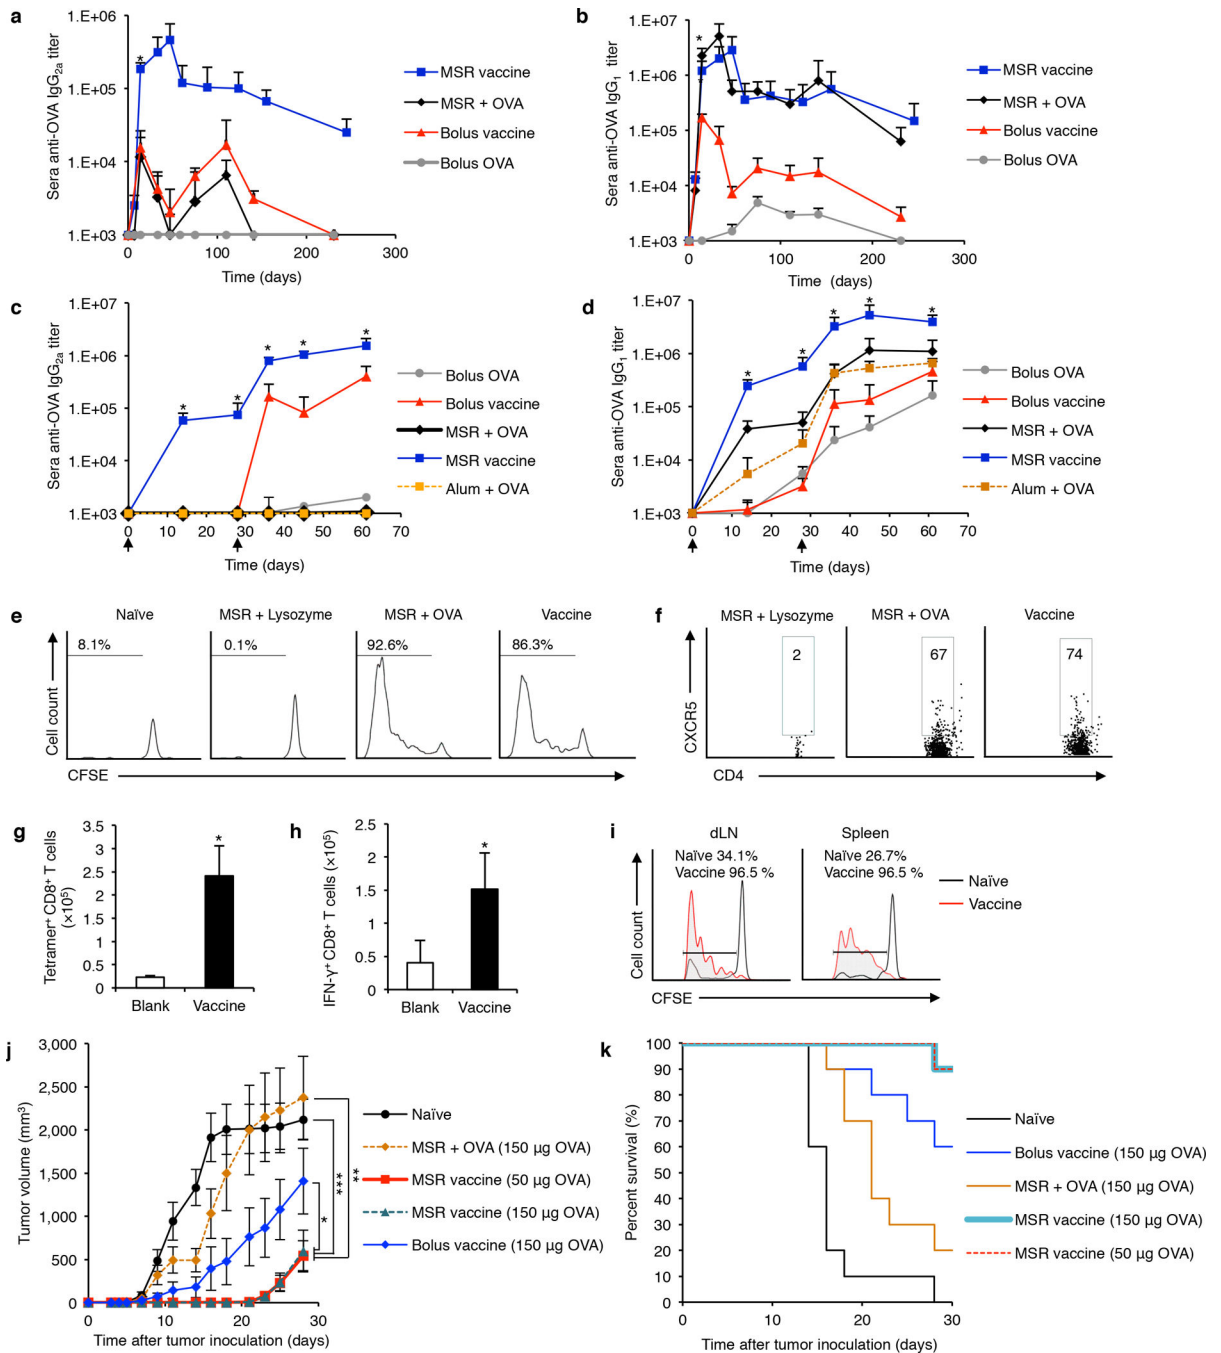 a
1.E+06
1.E+05
1.E+04
1.E+03
Sera anti-OVA IgG2a titer
*
0 100 200 300
Time (days)
MSR vaccine
MSR + OVA
Bolus vaccine
Bolus OVA
b
1.E+07
1.E+06
1.E+05
1.E+04
1.E+03
Sera anti-OVA IgG1 titer
*
0 100 200 300
Time (days)
MSR vaccine
MSR + OVA
Bolus vaccine
Bolus OVA
c
1.E+07
1.E+06
1.E+05
1.E+04
1.E+03
Sera anti-OVA IgG2a titer
* * * * *
0 10 20 30 40 50 60 70
Time (days)
Bolus OVA
Bolus vaccine
MSR + OVA
MSR vaccine
Alum + OVA
d
1.E+07
1.E+06
1.E+05
1.E+04
1.E+03
Sera anti-OVA IgG1 titer
* * * * *
0 10 20 30 40 50 60 70
Time (days)
Bolus OVA
Bolus vaccine
MSR + OVA
MSR vaccine
Alum + OVA
e
Naïve MSR + Lysozyme MSR + OVA Vaccine
8.1% 0.1% 92.6% 86.3%
Cell count
CFSE
f
MSR + Lysozyme MSR + OVA Vaccine
2 67 74
CXCR5
CD4
g
Tetramer+ CD8+ T cells
(×10⁵)
3.5
3
2.5
2
1.5
1
0.5
0
*
Blank Vaccine
h
IFN-γ+ CD8+ T cells (×10⁵)
2.5
2
1.5
1
0.5
0
*
Blank Vaccine
i
dLN Spleen
Naïve 34.1% Naïve 26.7%
Vaccine 96.5 % Vaccine 96.5 %
Naïve
Vaccine
Cell count
CFSE
j
3,000
2,500
2,000
1,500
1,000
500
0
Tumor volume (mm³)
* *** **
0 10 20 30
Time after tumor inoculation (days)
Naïve
MSR + OVA (150 µg OVA)
MSR vaccine (50 µg OVA)
MSR vaccine (150 µg OVA)
Bolus vaccine (150 µg OVA)
k
100
90
80
70
60
50
40
30
20
10
0
Percent survival (%)
0 10 20 30
Time after tumor inoculation (days)
Naïve
Bolus vaccine (150 µg OVA)
MSR + OVA (150 µg OVA)
MSR vaccine (150 µg OVA)
MSR vaccine (50 µg OVA)